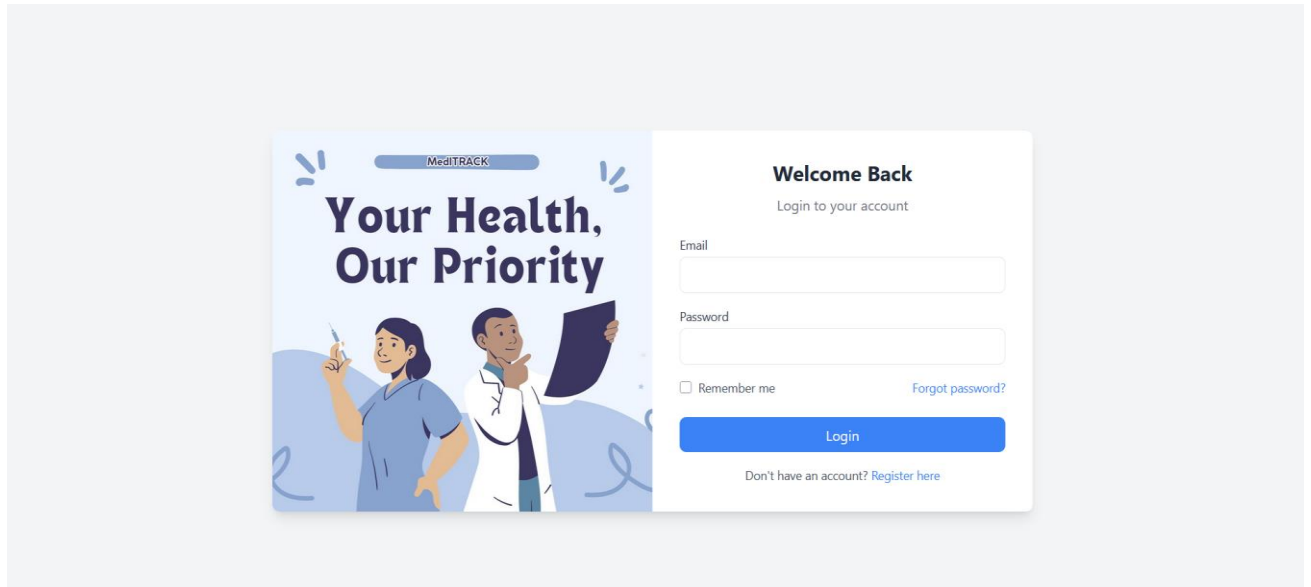 MedITRACK
Your Health,
Our Priority
Welcome Back
Login to your account
Email
Password
Remember me
Forgot password?
Login
Don't have an account? Register here